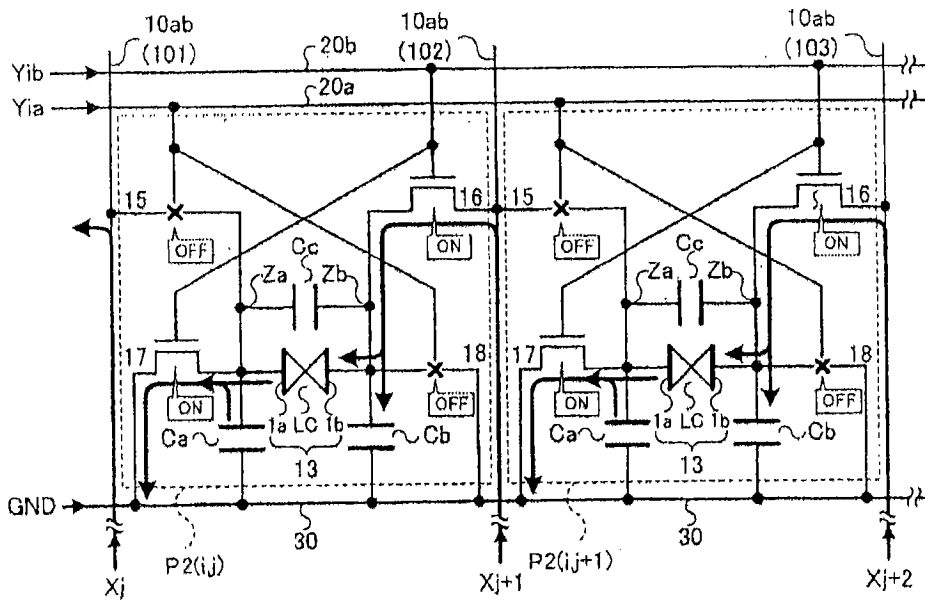 10ab (101)
10ab (102)
10ab (103)
20b
Yib
20a
Yia
15
16
15
16
OFF
ON
OFF
ON
Cc
Cc
Za
Zb
Za
Zb
17
18
17
18
ON
OFF
ON
OFF
1a LC 1b
1a LC 1b
Ca
Cb
Ca
Cb
13
13
GND
30
30
P2(i,j)
P2(i,j+1)
Xj
Xj+1
Xj+2